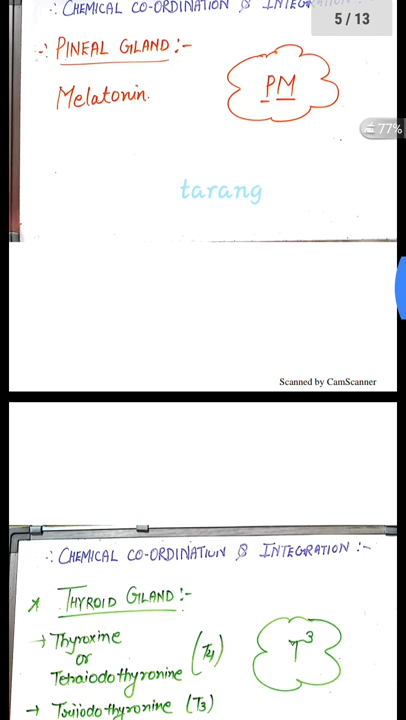 ∴ CHEMICAL CO-ORDINATION & INTEGRATION :-
5 / 13
∴ PINEAL GLAND :-
Melatonin.
PM
77%
tarang
Scanned by CamScanner
∴ CHEMICAL CO-ORDINATION & INTEGRATION :-
* THYROID GLAND :-
→ Thyroxine (T4)
or
Tetraiodothyronine
T³
→ Triiodothyronine (T3)